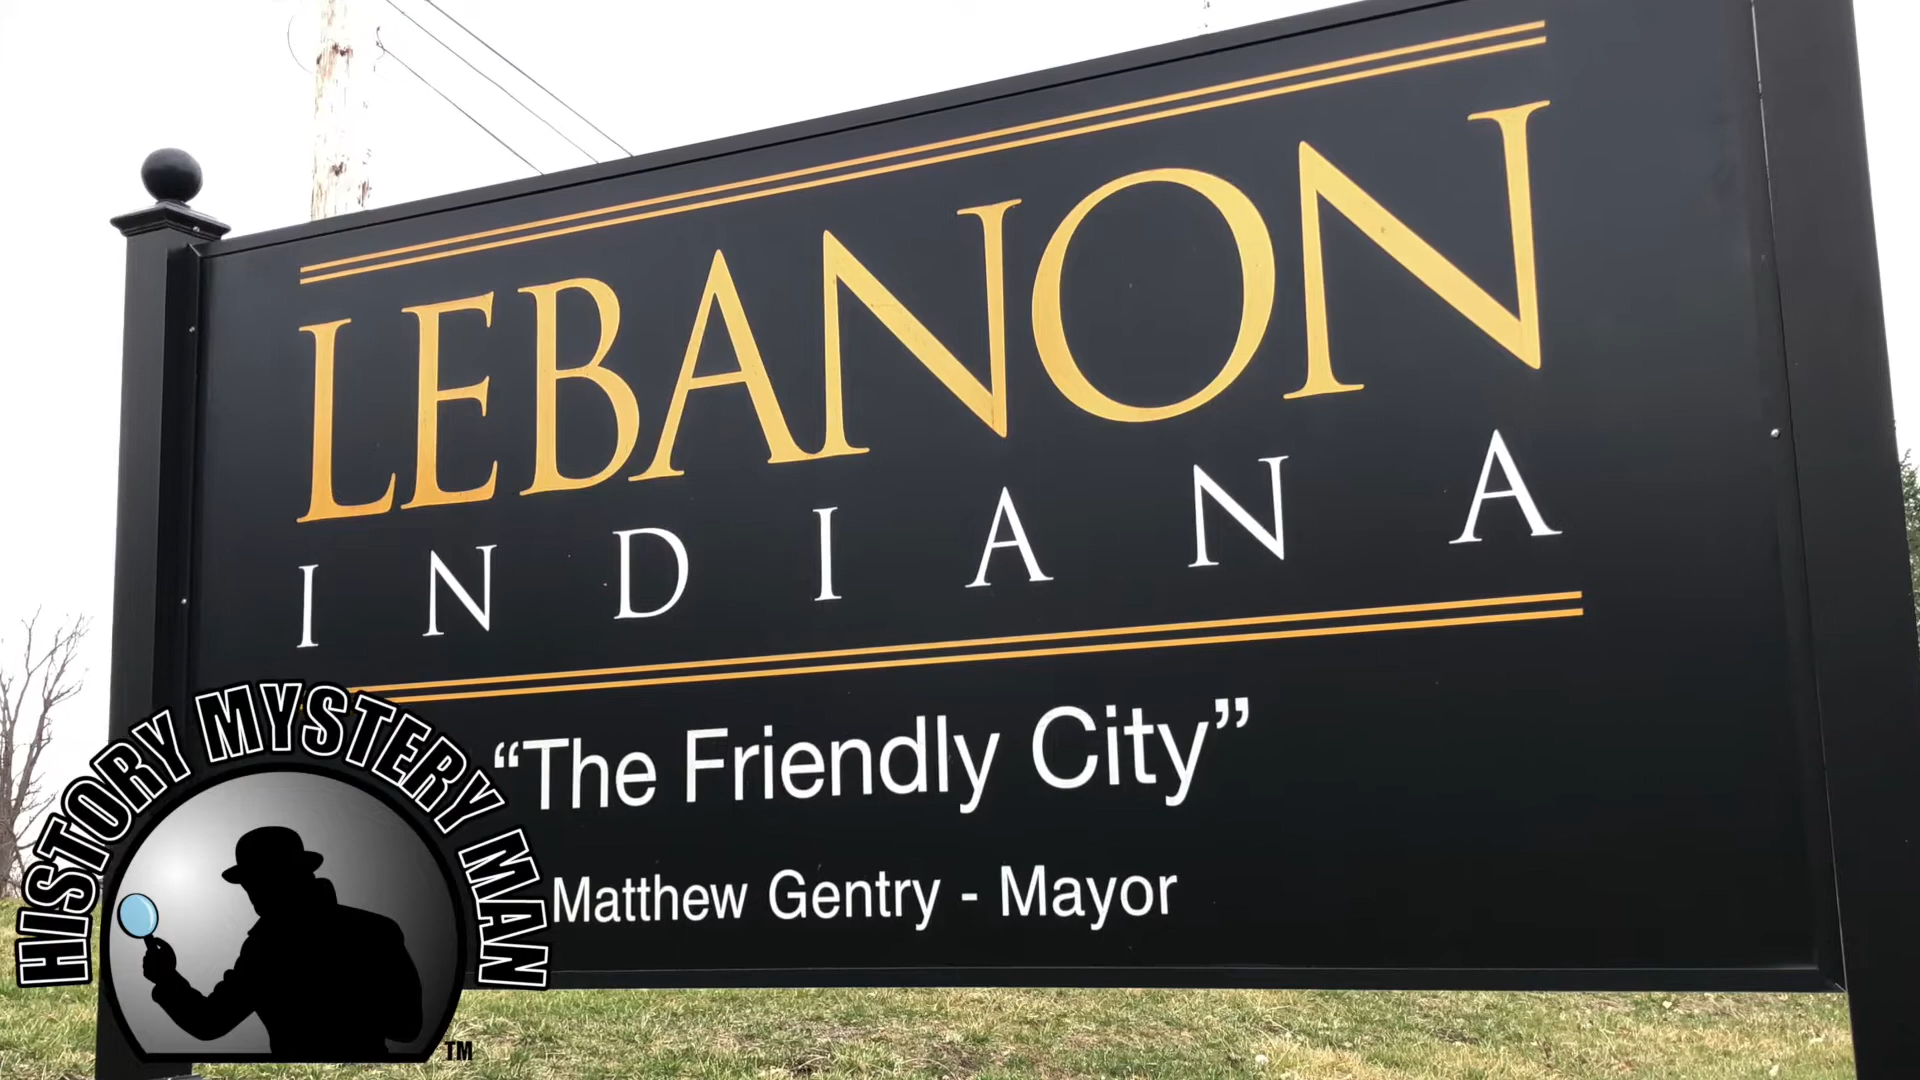 LEBANON
INDIANA
“The Friendly City”
Matthew Gentry - Mayor
HISTORY MYSTERY MAN
TM